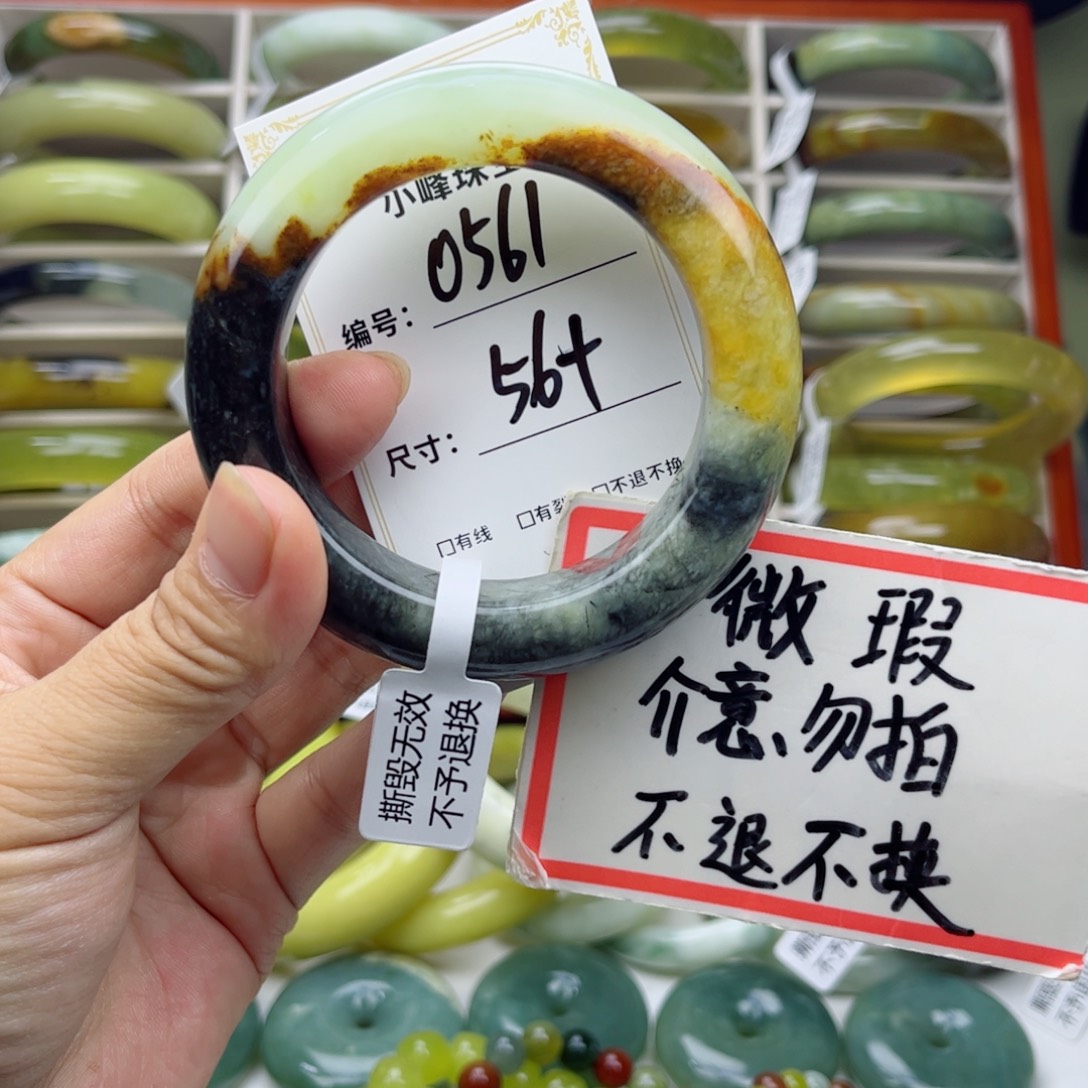 小峰珠宝
编号：0561
尺寸：56+
□有线 □有裂 □不退不换
撕毁无效
不予退换
微瑕
介意勿拍
不退不换